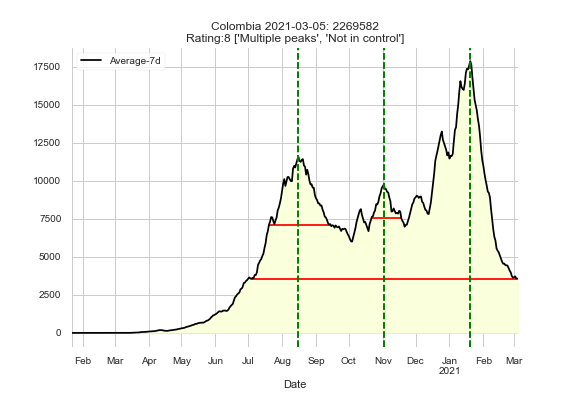 Colombia 2021-03-05: 2269582
Rating:8 ['Multiple peaks', 'Not in control']
Average-7d
17500
15000
12500
10000
7500
5000
2500
0
Feb Mar Apr May Jun Jul Aug Sep Oct Nov Dec Jan Feb Mar
2021
Date